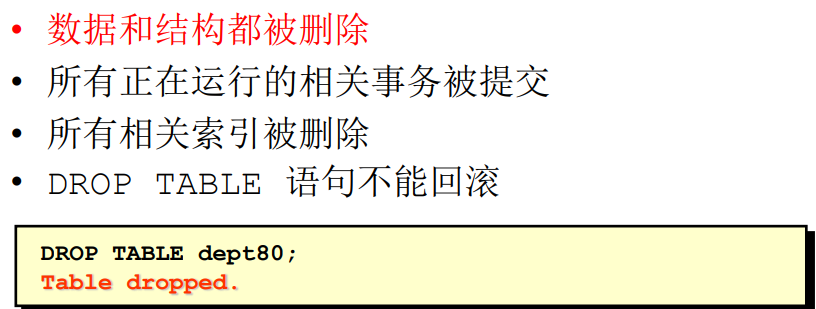 • 数据和结构都被删除
• 所有正在运行的相关事务被提交
• 所有相关索引被删除
• DROP TABLE 语句不能回滚
DROP TABLE dept80;
Table dropped.